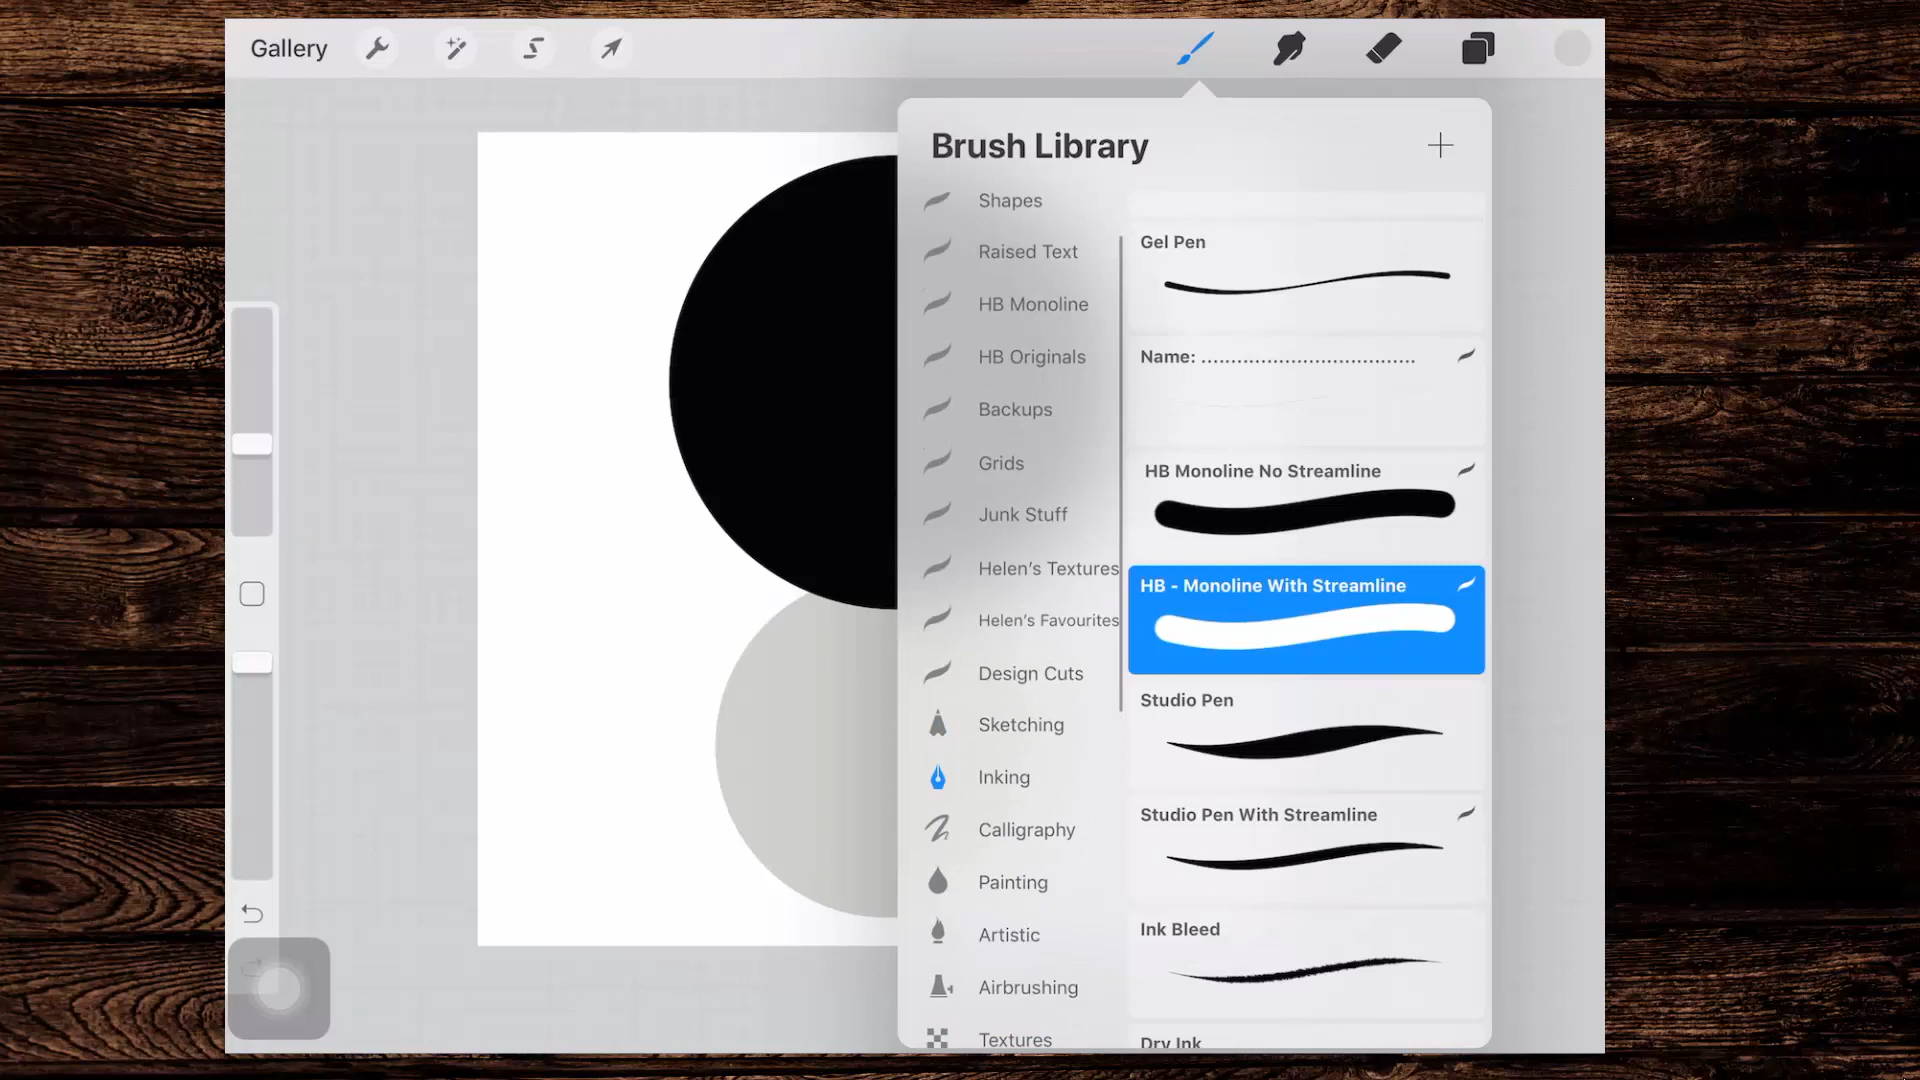 Gallery
Brush Library
Shapes
Raised Text
HB Monoline
HB Originals
Backups
Grids
Junk Stuff
Helen's Textures
Helen's Favourites
Design Cuts
Sketching
Inking
Calligraphy
Painting
Artistic
Airbrushing
Textures
Gel Pen
Name: ....................................
HB Monoline No Streamline
HB - Monoline With Streamline
Studio Pen
Studio Pen With Streamline
Ink Bleed
Dry Ink